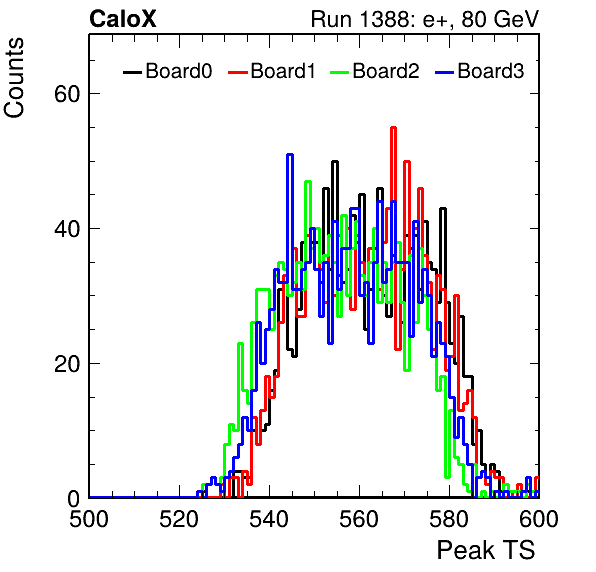 CaloX Run 1388: e+, 80 GeV
Counts
Board0 Board1 Board2 Board3
60
40
20
0
500 520 540 560 580 600
Peak TS